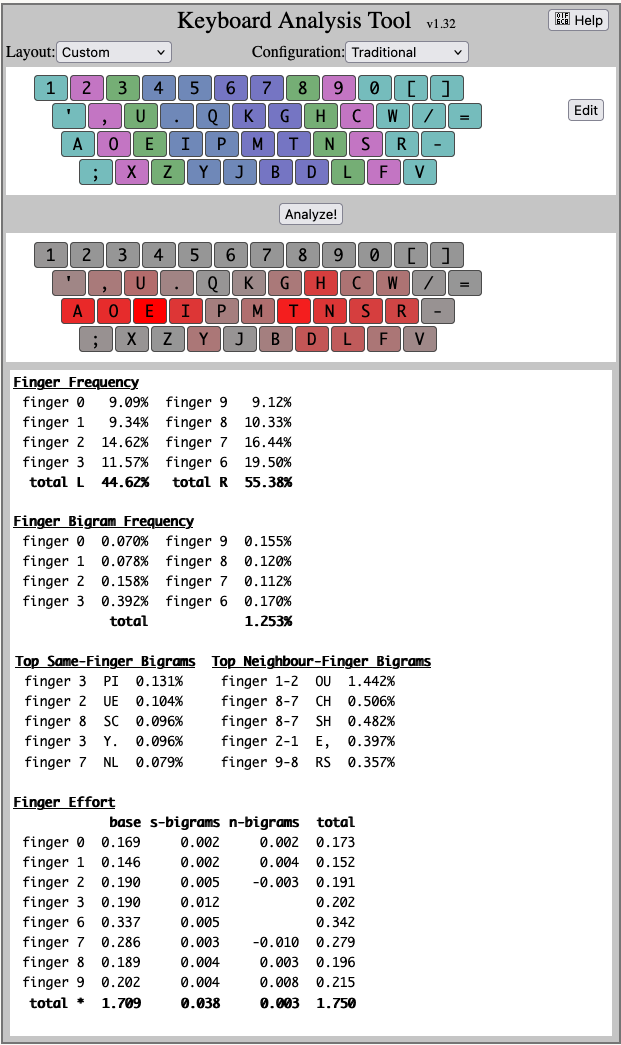 Keyboard Analysis Tool v1.32 Help
Layout: Custom Configuration: Traditional
1 2 3 4 5 6 7 8 9 0 [ ]
' , U . Q K G H C W / =
Edit
A O E I P M T N S R -
; X Z Y J B D L F V
Analyze!
1 2 3 4 5 6 7 8 9 0 [ ]
' , U . Q K G H C W / =
A O E I P M T N S R -
; X Z Y J B D L F V
Finger Frequency
finger 0 9.09% finger 9 9.12%
finger 1 9.34% finger 8 10.33%
finger 2 14.62% finger 7 16.44%
finger 3 11.57% finger 6 19.50%
total L 44.62% total R 55.38%
Finger Bigram Frequency
finger 0 0.070% finger 9 0.155%
finger 1 0.078% finger 8 0.120%
finger 2 0.158% finger 7 0.112%
finger 3 0.392% finger 6 0.170%
total 1.253%
Top Same-Finger Bigrams Top Neighbour-Finger Bigrams
finger 3 PI 0.131% finger 1-2 OU 1.442%
finger 2 UE 0.104% finger 8-7 CH 0.506%
finger 8 SC 0.096% finger 8-7 SH 0.482%
finger 3 Y. 0.096% finger 2-1 E, 0.397%
finger 7 NL 0.079% finger 9-8 RS 0.357%
Finger Effort
base s-bigrams n-bigrams total
finger 0 0.169 0.002 0.002 0.173
finger 1 0.146 0.002 0.004 0.152
finger 2 0.190 0.005 -0.003 0.191
finger 3 0.190 0.012 0.202
finger 6 0.337 0.005 0.342
finger 7 0.286 0.003 -0.010 0.279
finger 8 0.189 0.004 0.003 0.196
finger 9 0.202 0.004 0.008 0.215
total * 1.709 0.038 0.003 1.750